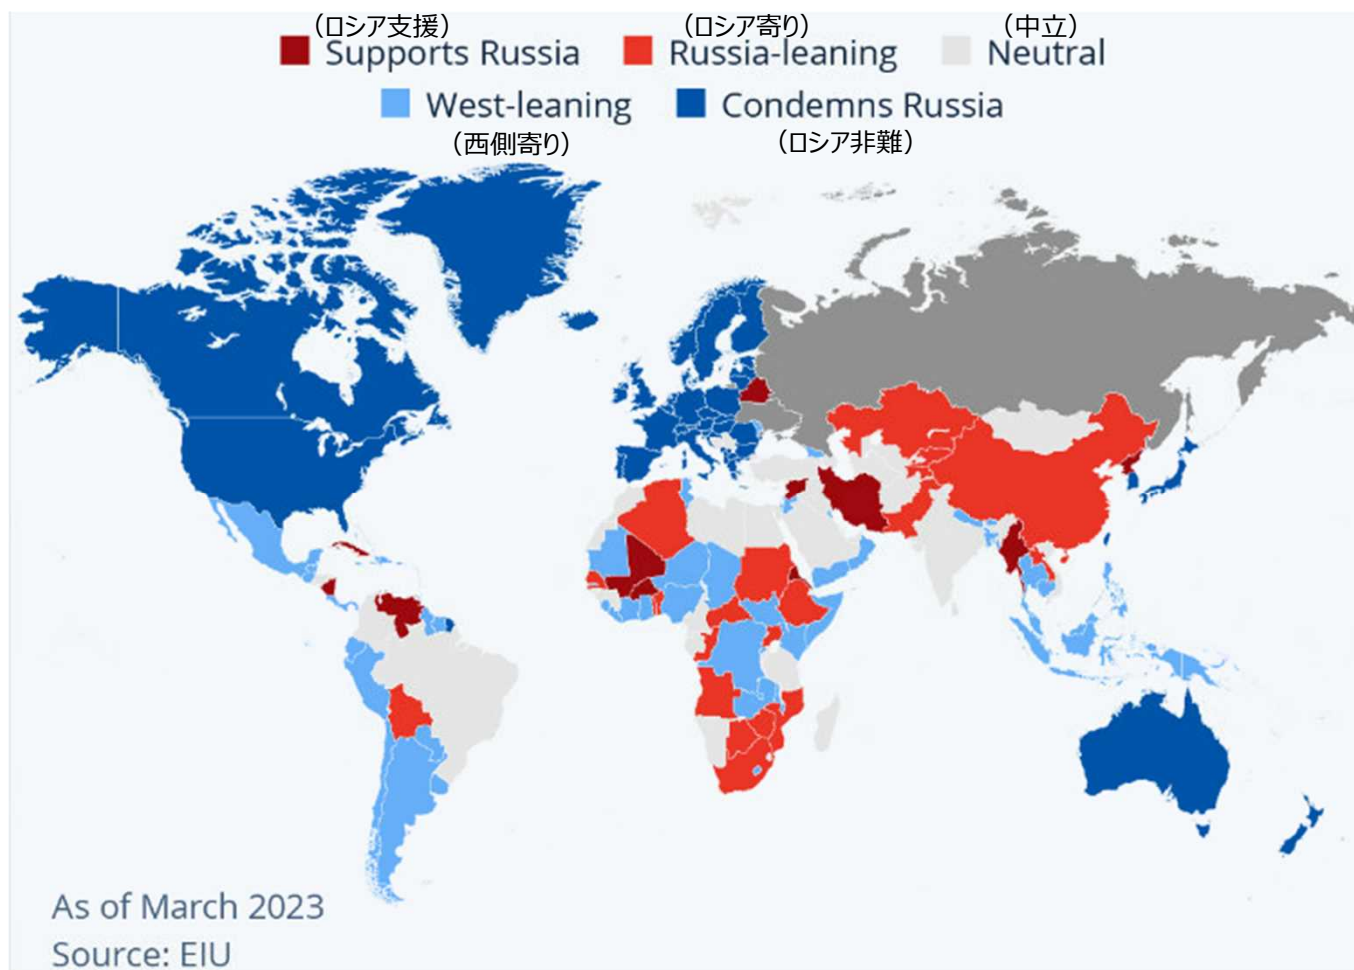 （ロシア支援） （ロシア寄り） （中立）
Supports Russia Russia-leaning Neutral
West-leaning Condemns Russia
（西側寄り） （ロシア非難）
As of March 2023
Source: EIU